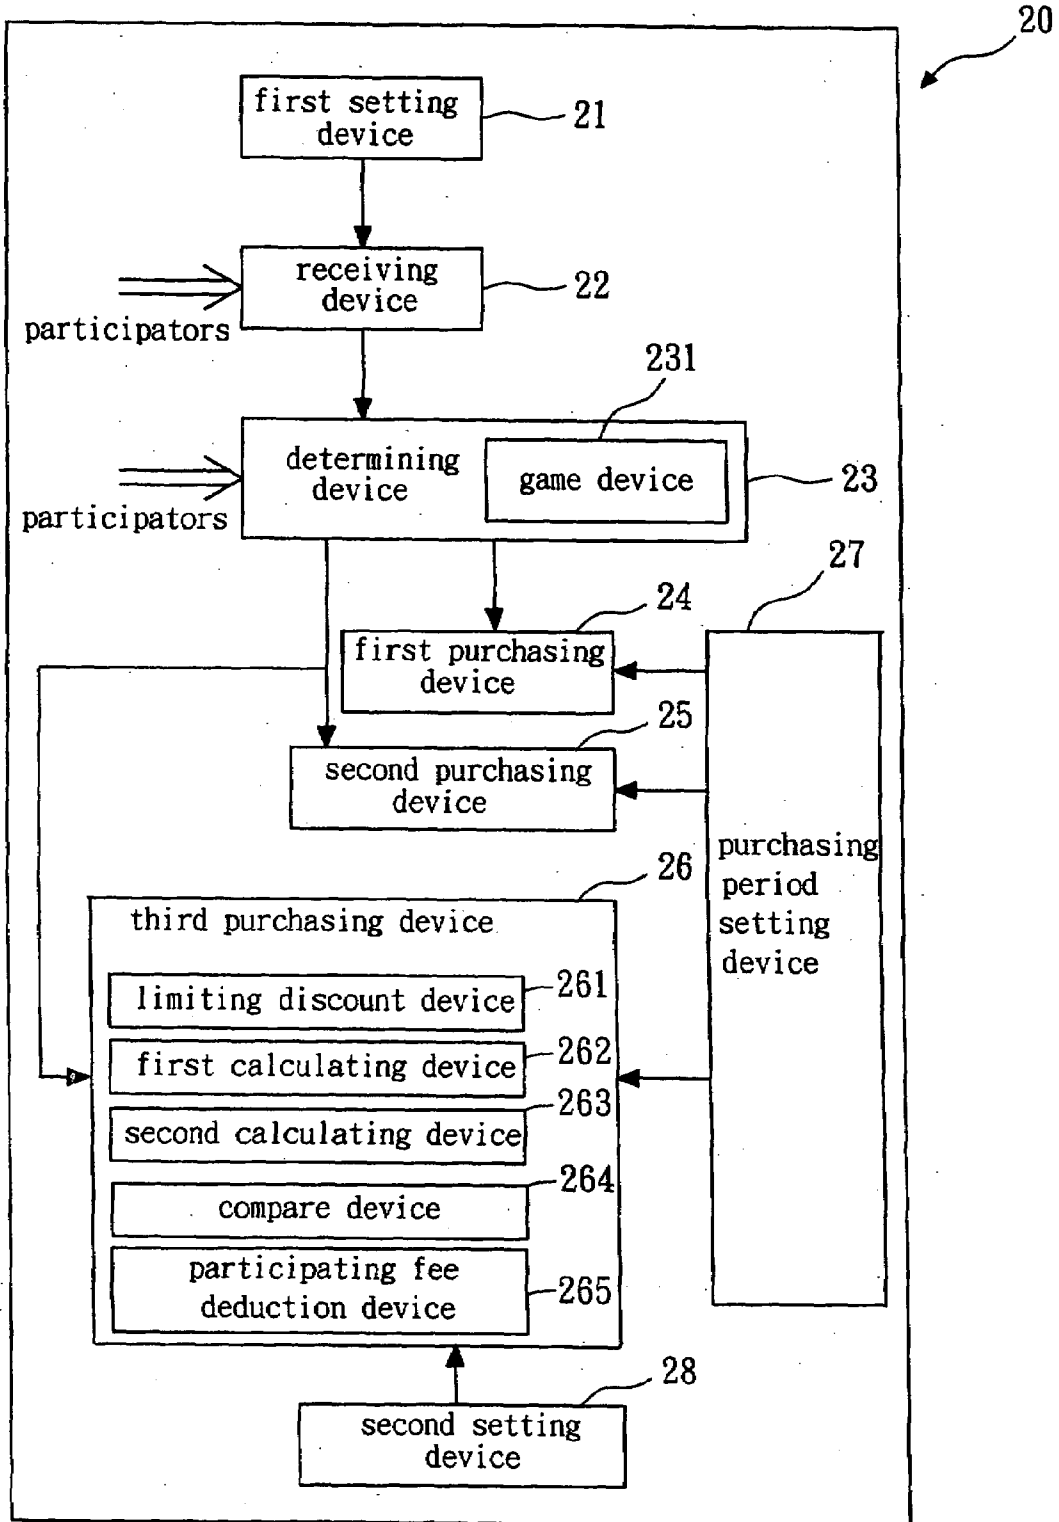 20
first setting
device
21
receiving
device
22
participators
231
determining
device
game device
23
participators
27
24
first purchasing
device
25
second purchasing
device
purchasing
period
setting
device
26
third purchasing device
limiting discount device
261
first calculating device
262
second calculating device
263
compare device
264
participating fee
deduction device
265
28
second setting
device